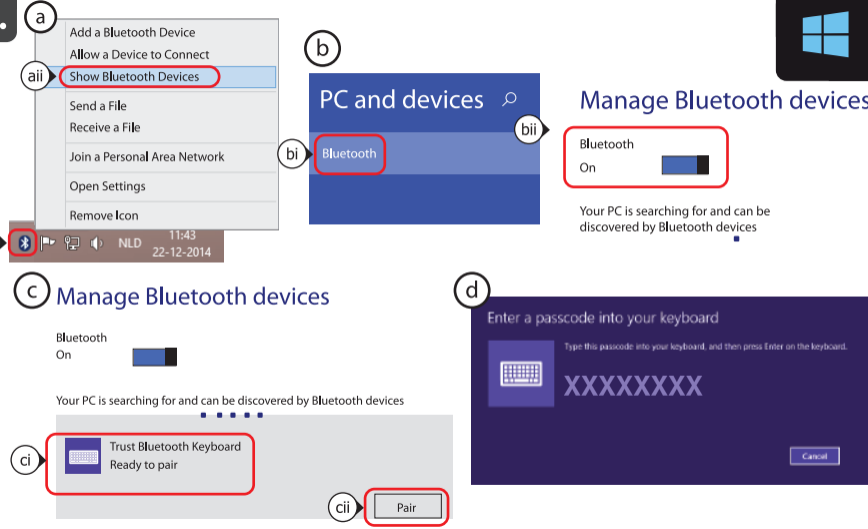 .
a
Add a Bluetooth Device
Allow a Device to Connect
aii
Show Bluetooth Devices
Send a File
Receive a File
Join a Personal Area Network
Open Settings
Remove Icon
NLD
11:43
22-12-2014
b
PC and devices
bi
Bluetooth
Manage Bluetooth devices
bii
Bluetooth
On
Your PC is searching for and can be
discovered by Bluetooth devices
c
Manage Bluetooth devices
Bluetooth
On
Your PC is searching for and can be discovered by Bluetooth devices
ci
Trust Bluetooth Keyboard
Ready to pair
cii
Pair
d
Enter a passcode into your keyboard
Type this passcode into your keyboard, and then press Enter on the keyboard.
XXXXXXXX
Cancel